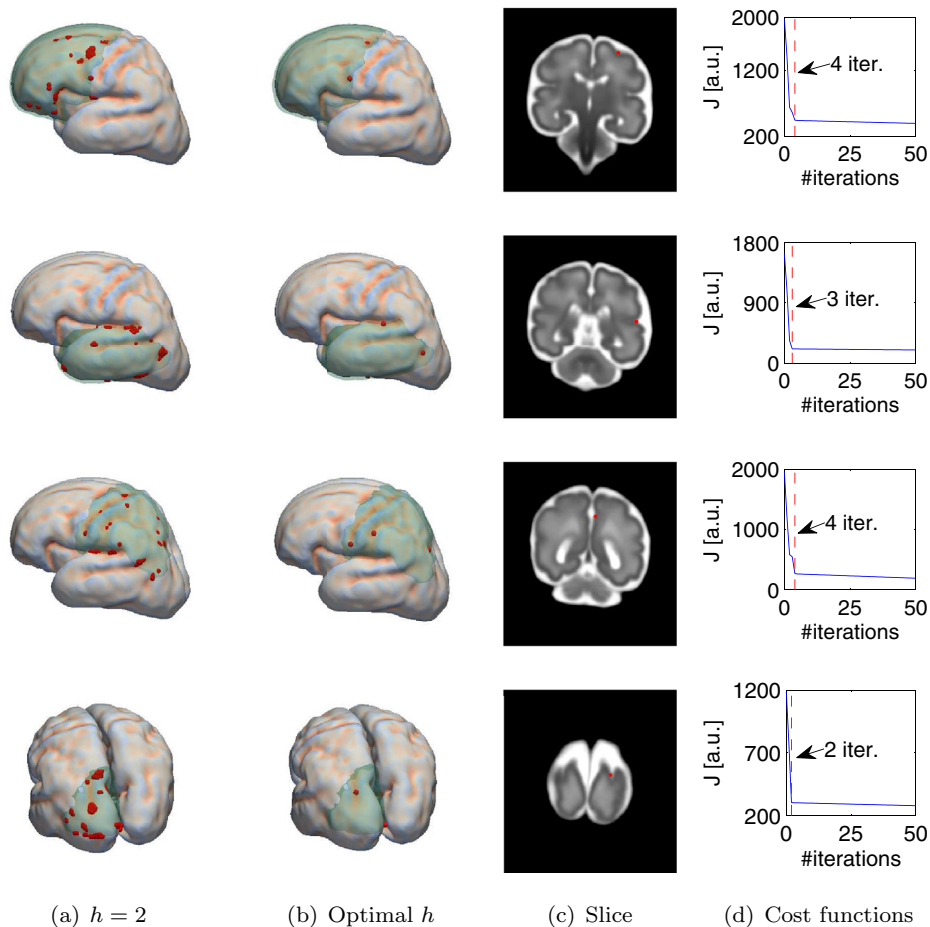 2000
1200
200
J [a.u.]
4 iter.
0 25 50
#iterations
1800
900
0
J [a.u.]
3 iter.
0 25 50
#iterations
2000
1000
0
J [a.u.]
4 iter.
0 25 50
#iterations
1200
700
200
J [a.u.]
2 iter.
0 25 50
#iterations
(a) h = 2 (b) Optimal h (c) Slice (d) Cost functions